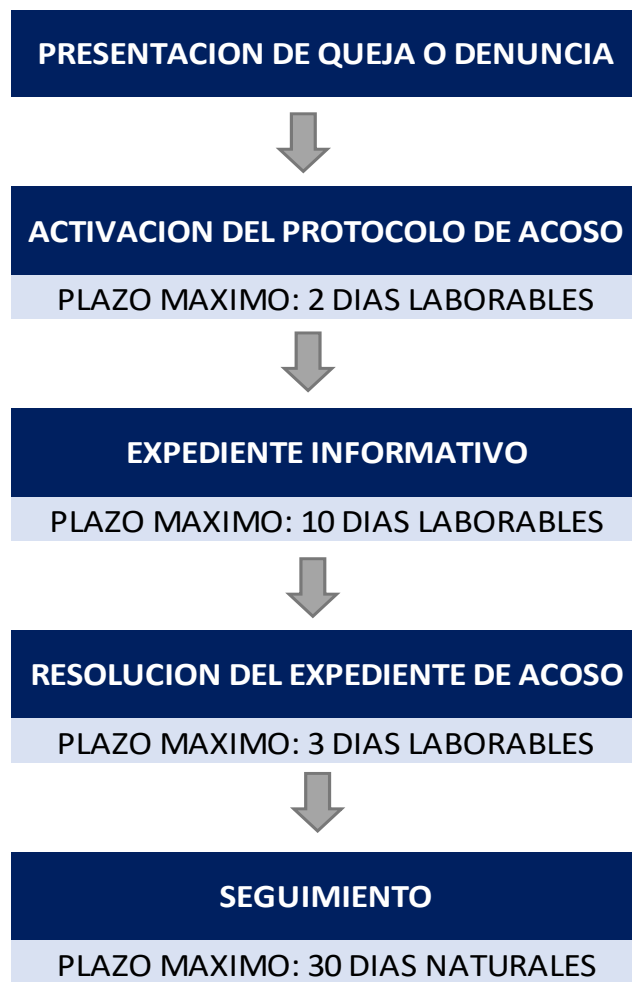 PRESENTACION DE QUEJA O DENUNCIA
ACTIVACION DEL PROTOCOLO DE ACOSO
PLAZO MAXIMO: 2 DIAS LABORABLES
EXPEDIENTE INFORMATIVO
PLAZO MAXIMO: 10 DIAS LABORABLES
RESOLUCION DEL EXPEDIENTE DE ACOSO
PLAZO MAXIMO: 3 DIAS LABORABLES
SEGUIMIENTO
PLAZO MAXIMO: 30 DIAS NATURALES